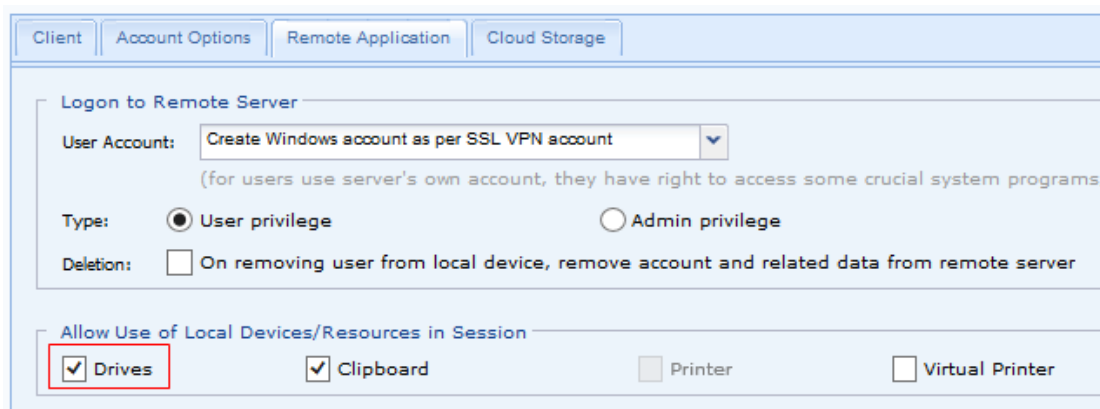 Client Account Options Remote Application Cloud Storage
Logon to Remote Server
User Account: Create Windows account as per SSL VPN account
(for users use server's own account, they have right to access some crucial system programs
Type: User privilege Admin privilege
Deletion: On removing user from local device, remove account and related data from remote server
Allow Use of Local Devices/Resources in Session
Drives Clipboard Printer Virtual Printer